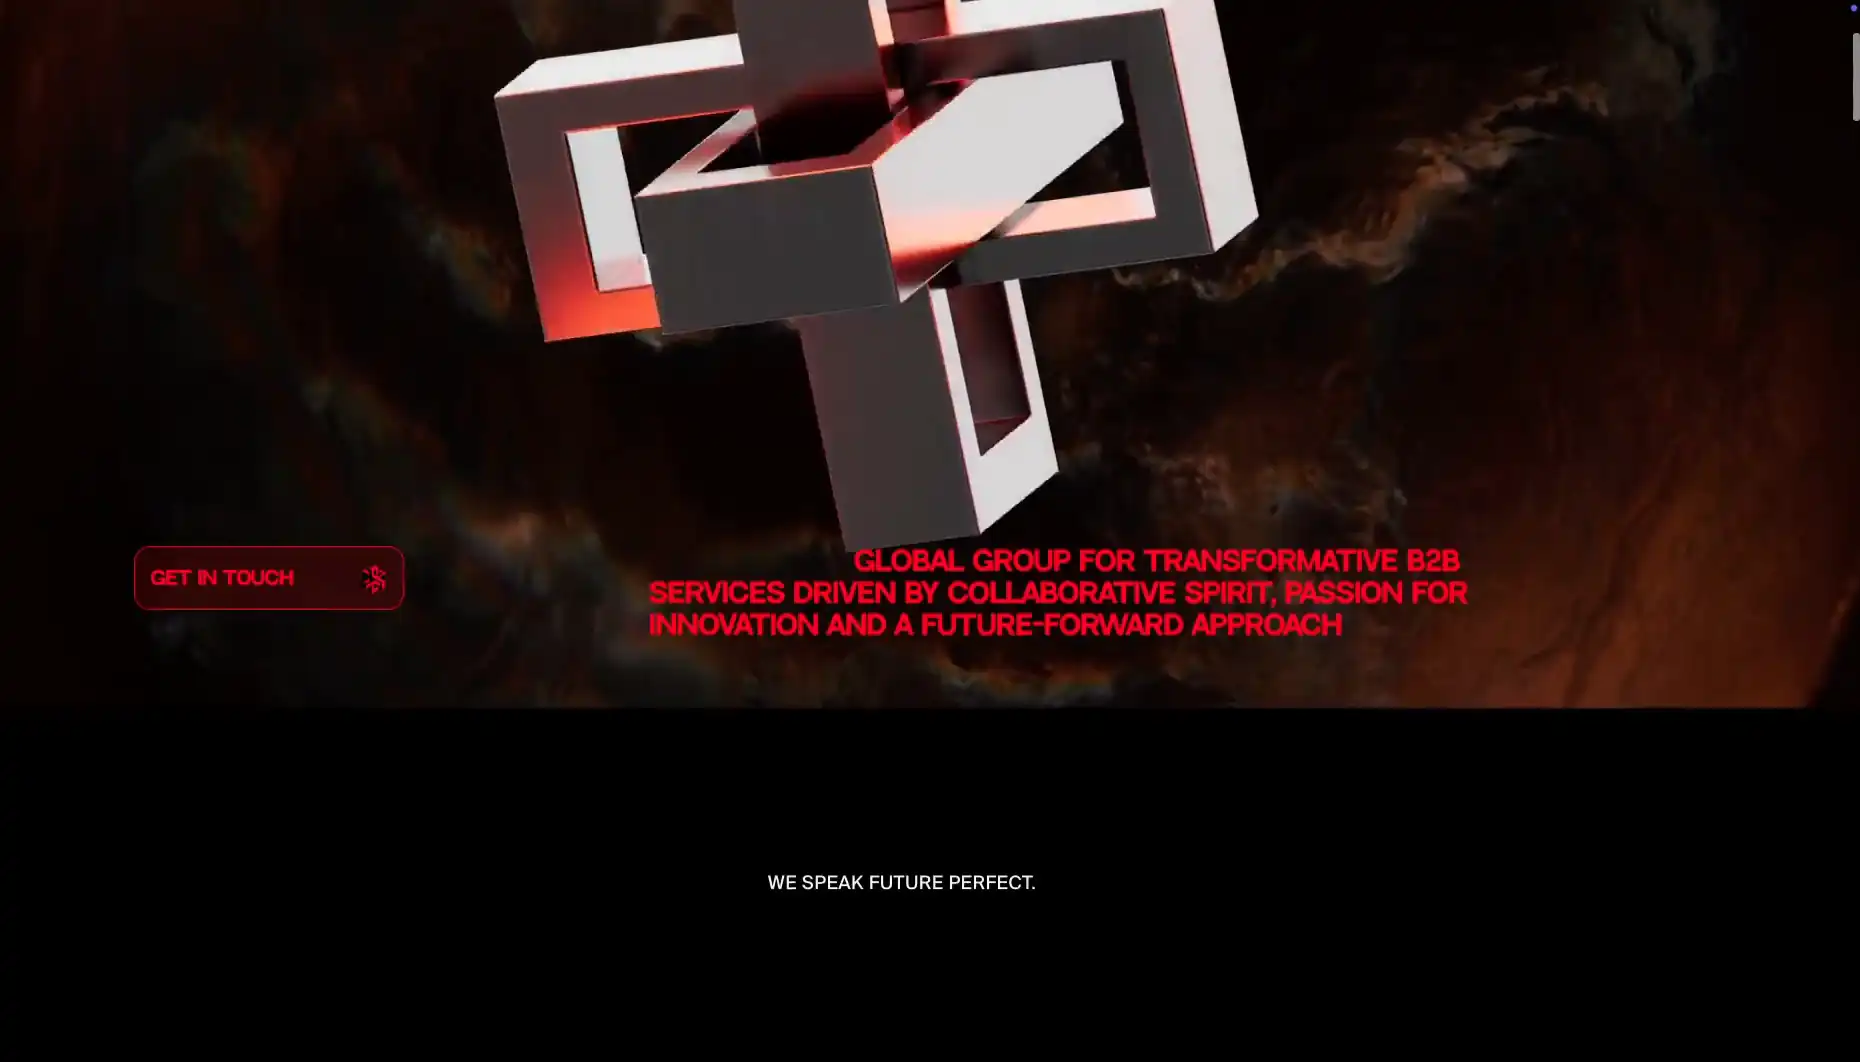 GET IN TOUCH
GLOBAL GROUP FOR TRANSFORMATIVE B2B
SERVICES DRIVEN BY COLLABORATIVE SPIRIT, PASSION FOR
INNOVATION AND A FUTURE-FORWARD APPROACH
WE SPEAK FUTURE PERFECT.